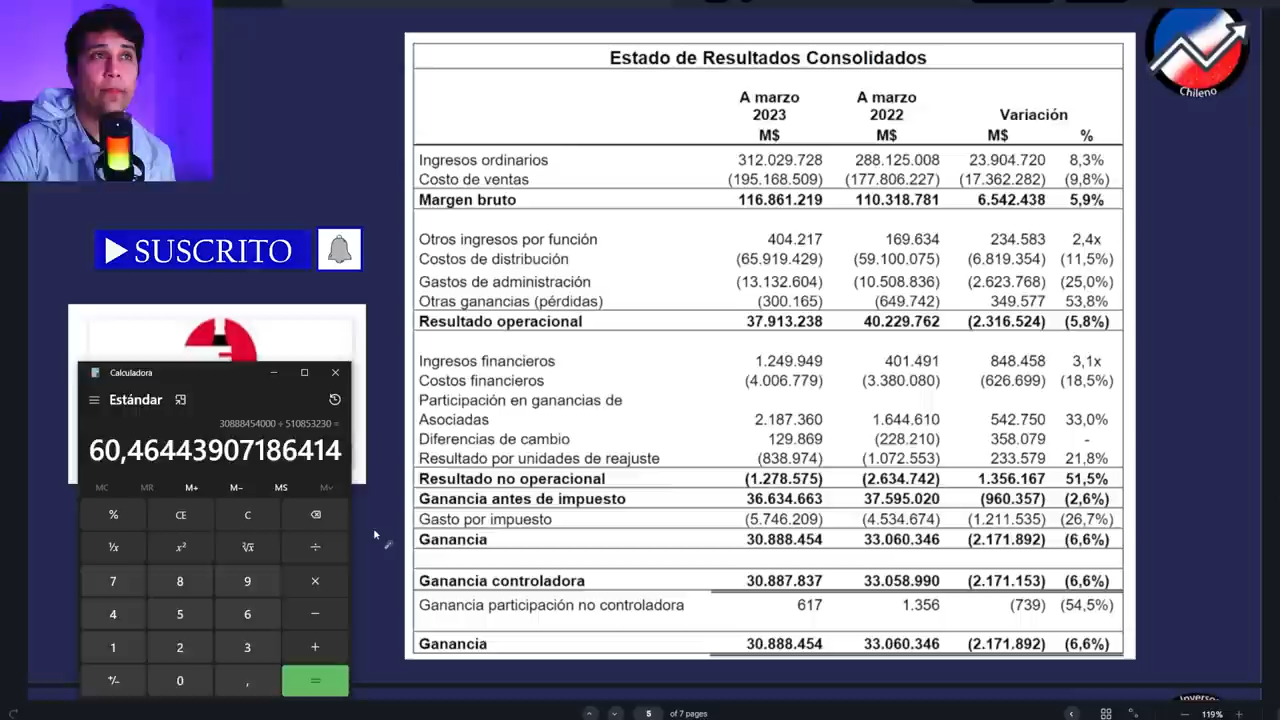 Chileno
Estado de Resultados Consolidados
A marzo A marzo
2023 2022 Variación
M$ M$ M$ %
Ingresos ordinarios 312.029.728 288.125.008 23.904.720 8,3%
Costo de ventas (195.168.509) (177.806.227) (17.362.282) (9,8%)
Margen bruto 116.861.219 110.318.781 6.542.438 5,9%
Otros ingresos por función 404.217 169.634 234.583 2,4x
Costos de distribución (65.919.429) (59.100.075) (6.819.354) (11,5%)
Gastos de administración (13.132.604) (10.508.836) (2.623.768) (25,0%)
Otras ganancias (pérdidas) (300.165) (649.742) 349.577 53,8%
Resultado operacional 37.913.238 40.229.762 (2.316.524) (5,8%)
Ingresos financieros 1.249.949 401.491 848.458 3,1x
Costos financieros (4.006.779) (3.380.080) (626.699) (18,5%)
Participación en ganancias de
Asociadas 2.187.360 1.644.610 542.750 33,0%
Diferencias de cambio 129.869 (228.210) 358.079 -
Resultado por unidades de reajuste (838.974) (1.072.553) 233.579 21,8%
Resultado no operacional (1.278.575) (2.634.742) 1.356.167 51,5%
Ganancia antes de impuesto 36.634.663 37.595.020 (960.357) (2,6%)
Gasto por impuesto (5.746.209) (4.534.674) (1.211.535) (26,7%)
Ganancia 30.888.454 33.060.346 (2.171.892) (6,6%)
Ganancia controladora 30.887.837 33.058.990 (2.171.153) (6,6%)
Ganancia participación no controladora 617 1.356 (739) (54,5%)
Ganancia 30.888.454 33.060.346 (2.171.892) (6,6%)
SUSCRITO
Calculadora
Estándar
30888454000 ÷ 510853230 =
60,46443907186414
MC MR M+ M− MS M˅
% CE C
¹/x x² ²√x ÷
7 8 9 ×
4 5 6 −
1 2 3 +
+/− 0 , =
5 of 7 pages
119%